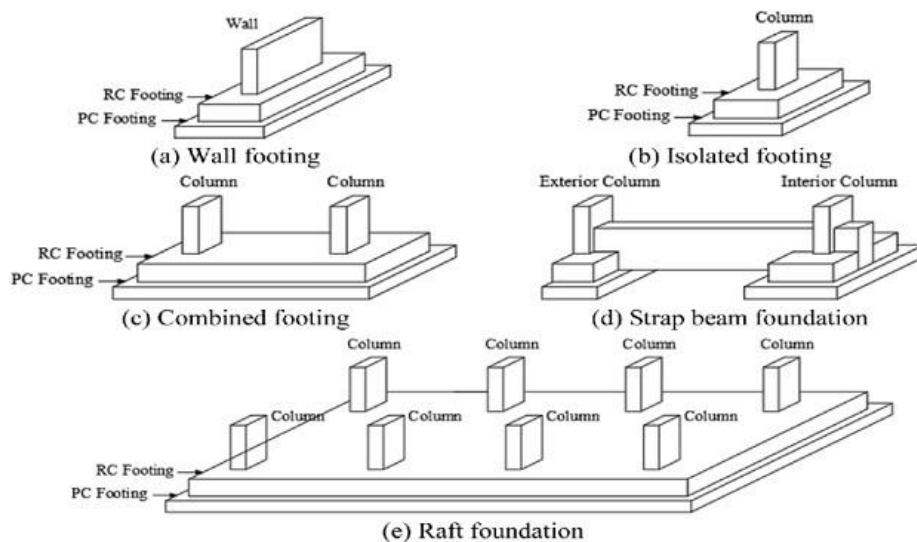 Wall
RC Footing
PC Footing
(a) Wall footing
Column
RC Footing
PC Footing
(b) Isolated footing
Column Column
RC Footing
PC Footing
(c) Combined footing
Exterior Column Interior Column
(d) Strap beam foundation
Column Column Column Column
Column Column Column Column
RC Footing
PC Footing
(e) Raft foundation